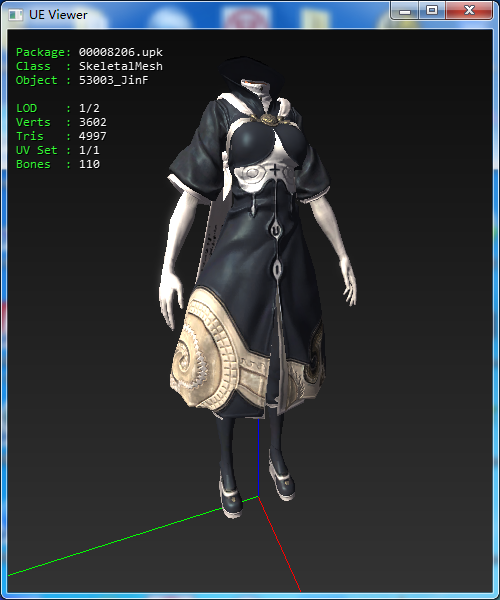 UE Viewer
Package: 00008206.upk
Class  : SkeletalMesh
Object : 53003_JinF
LOD    : 1/2
Verts  : 3602
Tris   : 4997
UV Set : 1/1
Bones  : 110